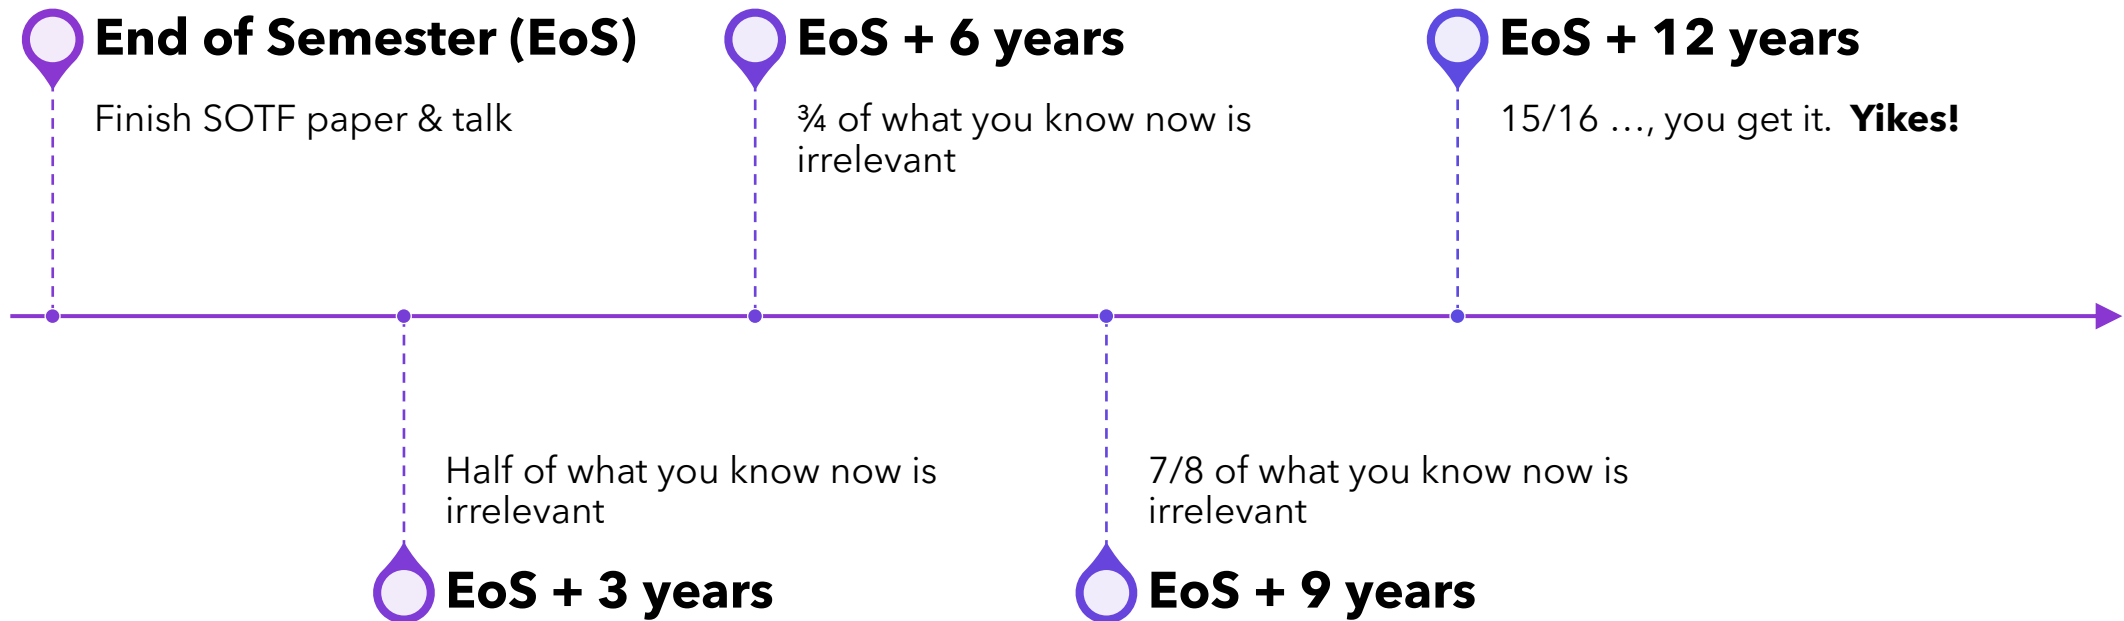 End of Semester (EoS)
Finish SOTF paper & talk
Half of what you know now is
irrelevant
EoS + 3 years
EoS + 6 years
¾ of what you know now is
irrelevant
7/8 of what you know now is
irrelevant
EoS + 9 years
EoS + 12 years
15/16 …, you get it.  Yikes!